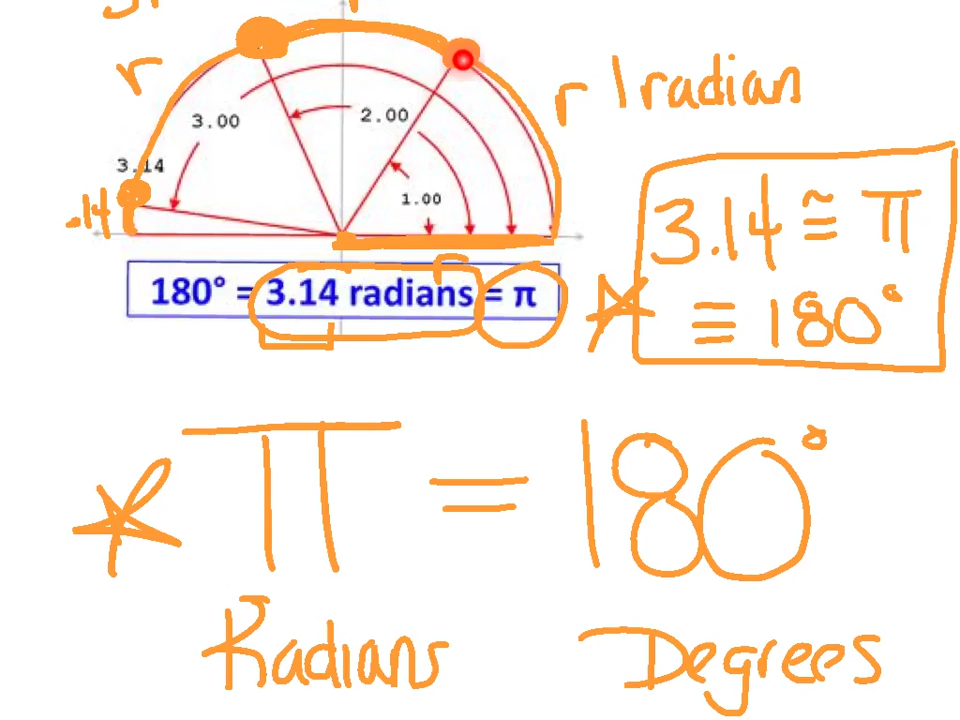 r
r 1 radian
3.00
2.00
3.14
1.00
.14
3.14 ≅ π
≡ 180°
180° = 3.14 radians = π
π = 180°
Radians Degrees